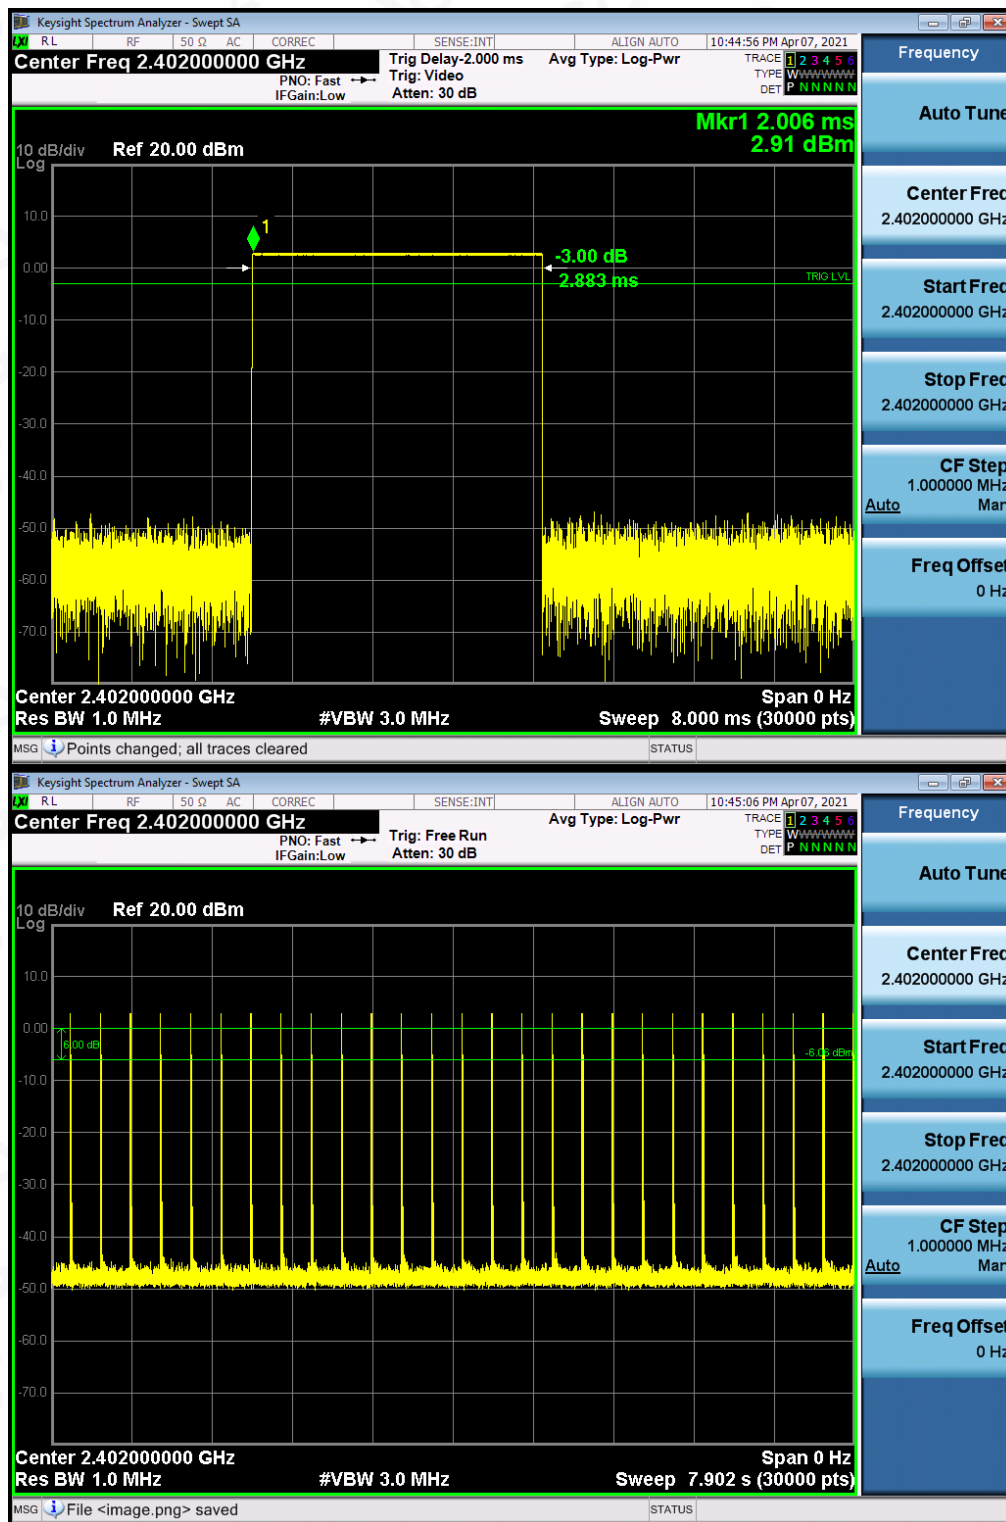 Keysight Spectrum Analyzer - Swept SA
LXI RL RF 50 Ω AC CORREC SENSE:INT ALIGN AUTO 10:44:56 PM Apr 07, 2021
Center Freq 2.402000000 GHz
PNO: Fast
IFGain:Low
Trig Delay-2.000 ms
Trig: Video
Atten: 30 dB
Avg Type: Log-Pwr
TRACE 1 2 3 4 5 6
TYPE WWWWWWW
DET P N N N N N
Mkr1 2.006 ms
2.91 dBm
10 dB/div Ref 20.00 dBm
Log
10.0
1
-3.00 dB
0.00
2.883 ms
TRIG LVL
-10.0
-20.0
-30.0
-40.0
-50.0
-60.0
-70.0
Center 2.402000000 GHz Span 0 Hz
Res BW 1.0 MHz #VBW 3.0 MHz Sweep 8.000 ms (30000 pts)
MSG Points changed; all traces cleared STATUS
Frequency
Auto Tune
Center Freq
2.402000000 GHz
Start Freq
2.402000000 GHz
Stop Freq
2.402000000 GHz
CF Step
1.000000 MHz
Auto Man
Freq Offset
0 Hz
Keysight Spectrum Analyzer - Swept SA
LXI RL RF 50 Ω AC CORREC SENSE:INT ALIGN AUTO 10:45:06 PM Apr 07, 2021
Center Freq 2.402000000 GHz
PNO: Fast
IFGain:Low
Trig: Free Run
Atten: 30 dB
Avg Type: Log-Pwr
TRACE 1 2 3 4 5 6
TYPE WWWWWWW
DET P N N N N N
10 dB/div Ref 20.00 dBm
Log
10.0
0.00
6.00 dB
-6.06 dBm
-10.0
-20.0
-30.0
-40.0
-50.0
-60.0
-70.0
Center 2.402000000 GHz Span 0 Hz
Res BW 1.0 MHz #VBW 3.0 MHz Sweep 7.902 s (30000 pts)
MSG File <image.png> saved STATUS
Frequency
Auto Tune
Center Freq
2.402000000 GHz
Start Freq
2.402000000 GHz
Stop Freq
2.402000000 GHz
CF Step
1.000000 MHz
Auto Man
Freq Offset
0 Hz